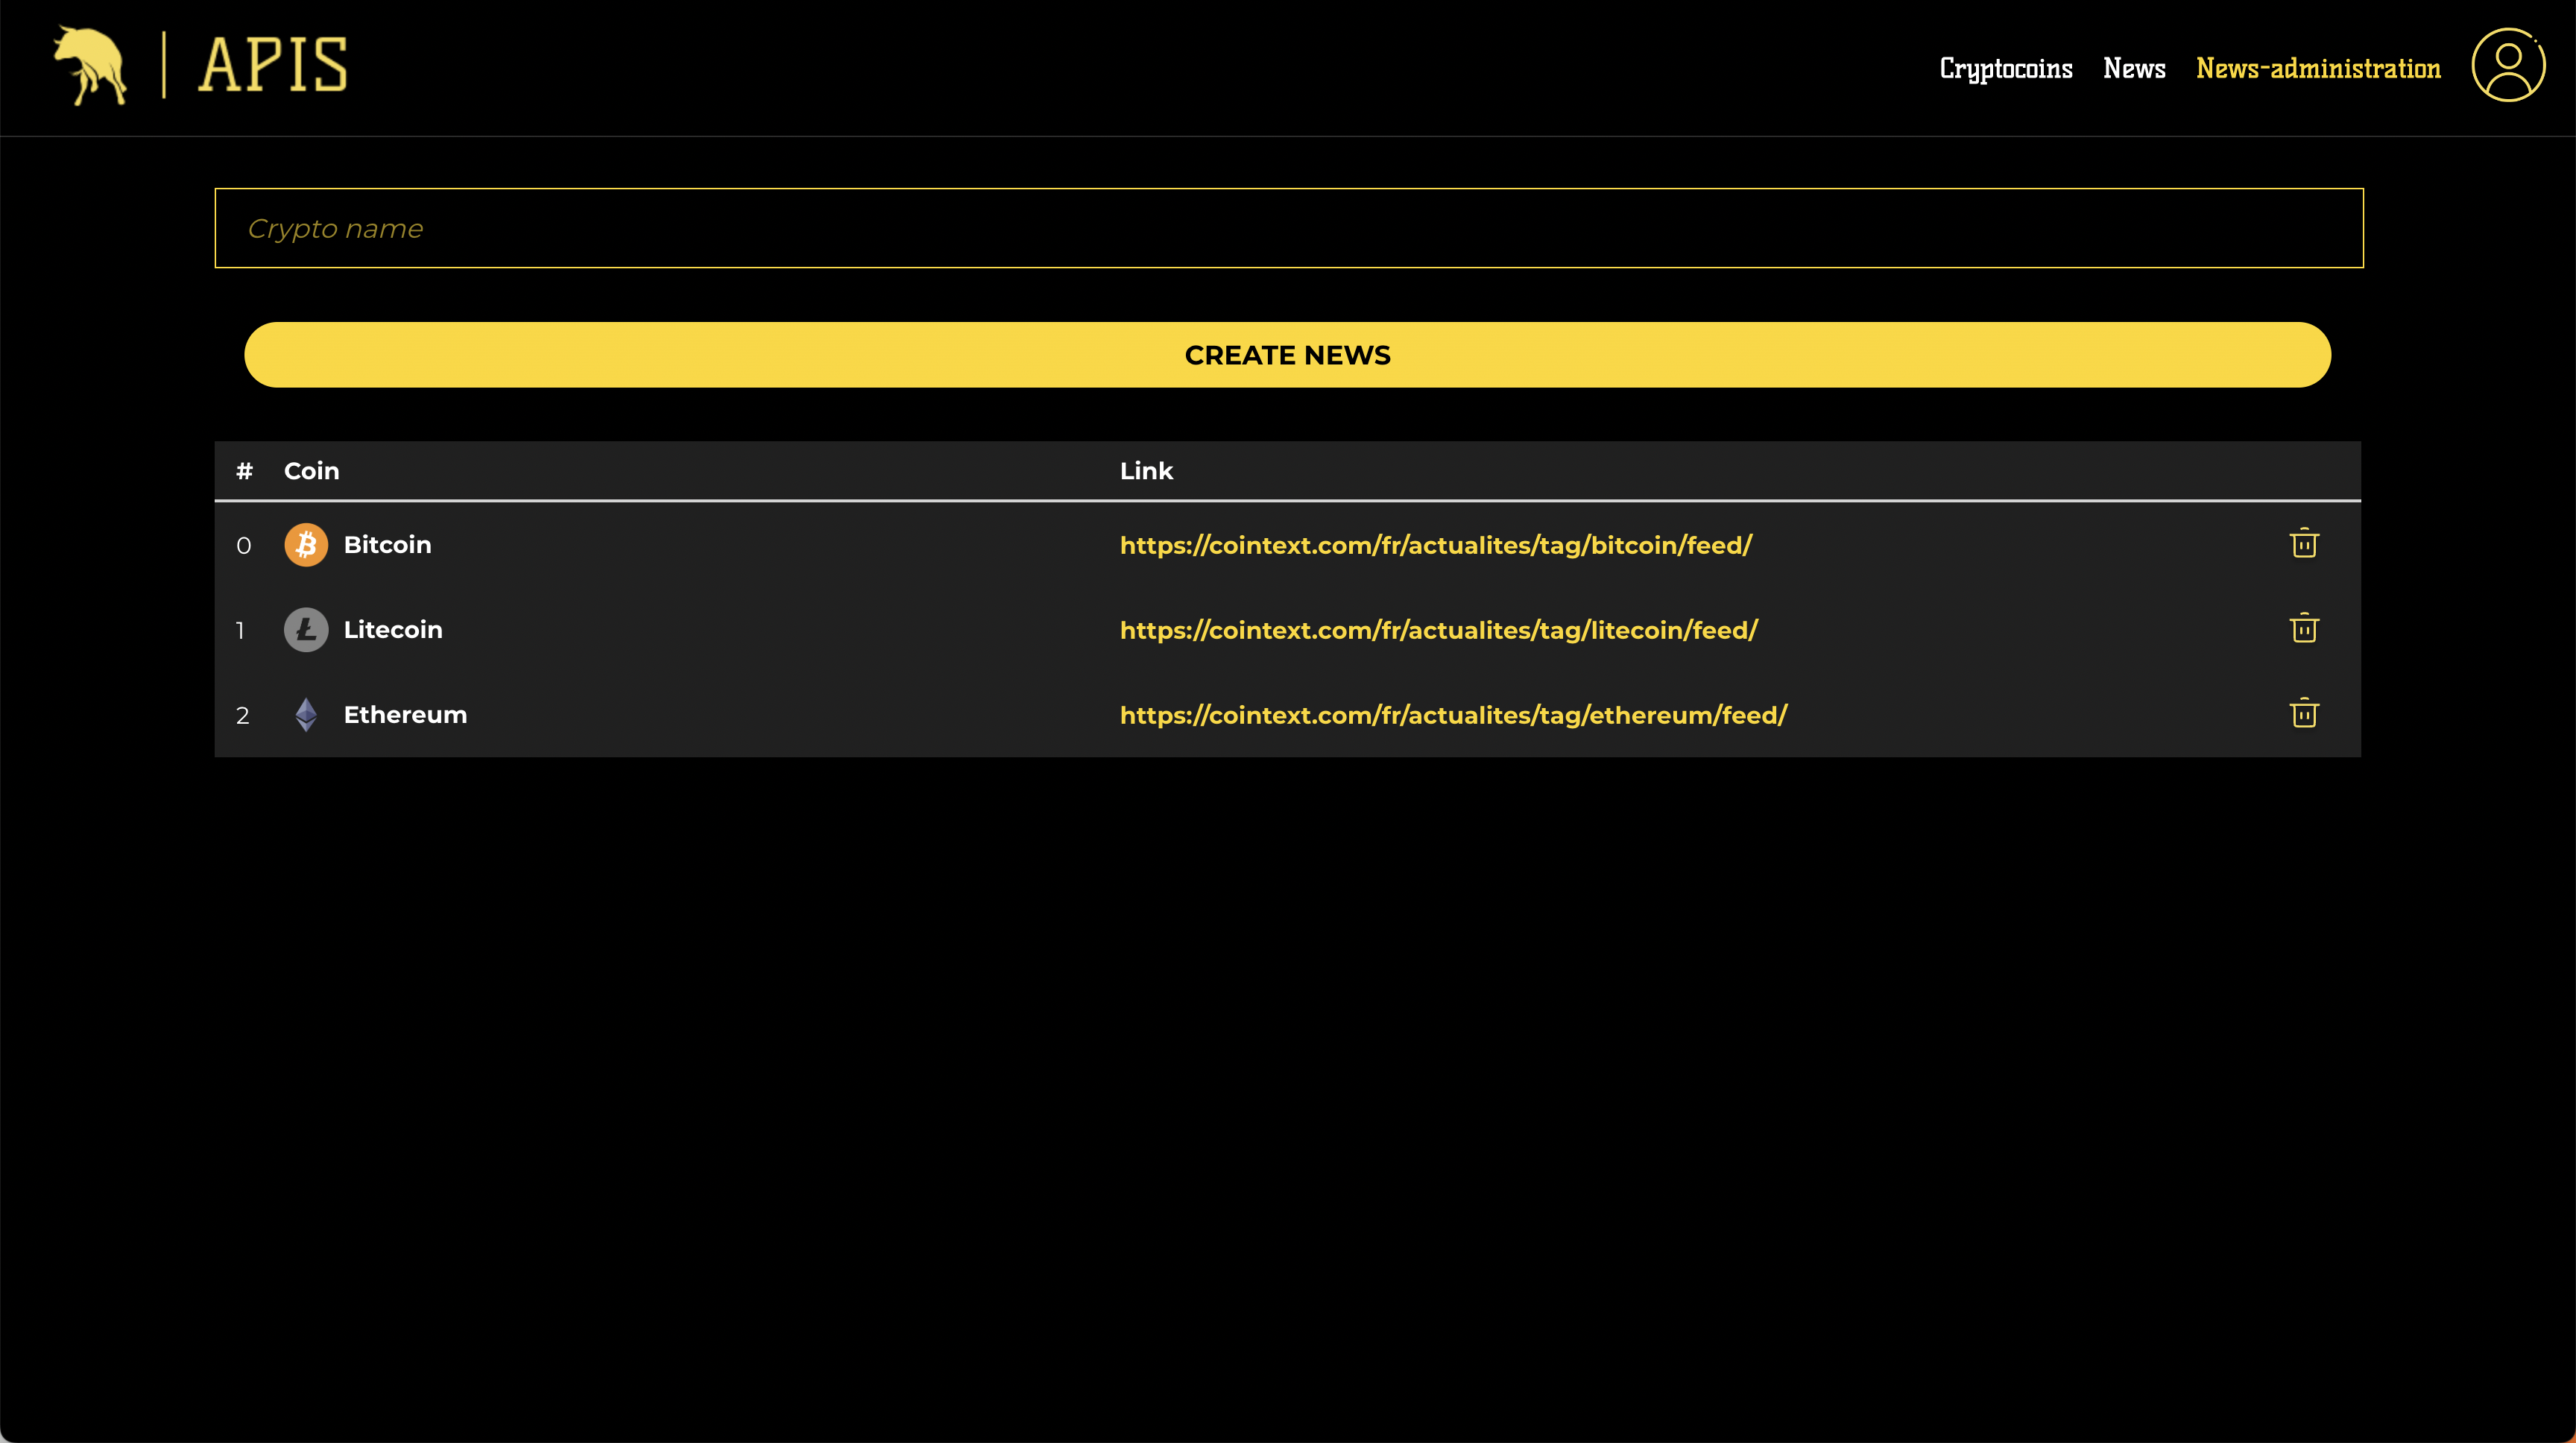 APIS
Cryptocoins News News-administration
Crypto name
CREATE NEWS
# Coin Link
0 Bitcoin https://cointext.com/fr/actualites/tag/bitcoin/feed/
1 Litecoin https://cointext.com/fr/actualites/tag/litecoin/feed/
2 Ethereum https://cointext.com/fr/actualites/tag/ethereum/feed/